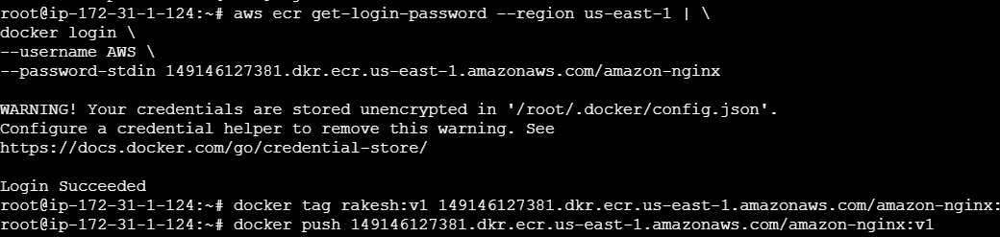 root@ip-172-31-1-124:~# aws ecr get-login-password --region us-east-1 | \
docker login \
--username AWS \
--password-stdin 149146127381.dkr.ecr.us-east-1.amazonaws.com/amazon-nginx
WARNING! Your credentials are stored unencrypted in '/root/.docker/config.json'.
Configure a credential helper to remove this warning. See
https://docs.docker.com/go/credential-store/
Login Succeeded
root@ip-172-31-1-124:~# docker tag rakesh:v1 149146127381.dkr.ecr.us-east-1.amazonaws.com/amazon-nginx:
root@ip-172-31-1-124:~# docker push 149146127381.dkr.ecr.us-east-1.amazonaws.com/amazon-nginx:v1